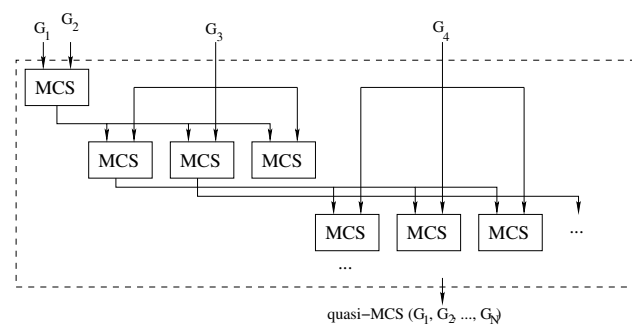 G1 G2 G3 G4
MCS
MCS MCS MCS
MCS MCS MCS ...
...
quasi−MCS (G1, G2, ..., GN)